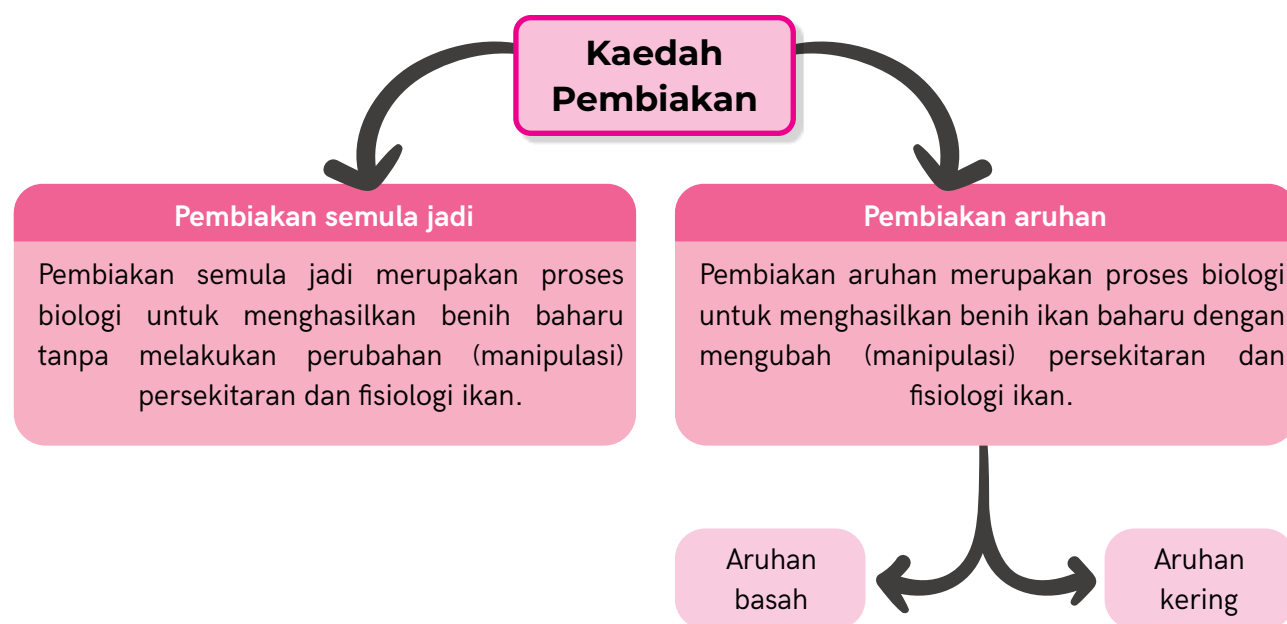 Kaedah
Pembiakan
Pembiakan semula jadi
Pembiakan semula jadi merupakan proses
biologi untuk menghasilkan benih baharu
tanpa melakukan perubahan (manipulasi)
persekitaran dan fisiologi ikan.
Pembiakan aruhan
Pembiakan aruhan merupakan proses biologi
untuk menghasilkan benih ikan baharu dengan
mengubah (manipulasi) persekitaran dan
fisiologi ikan.
Aruhan
basah
Aruhan
kering